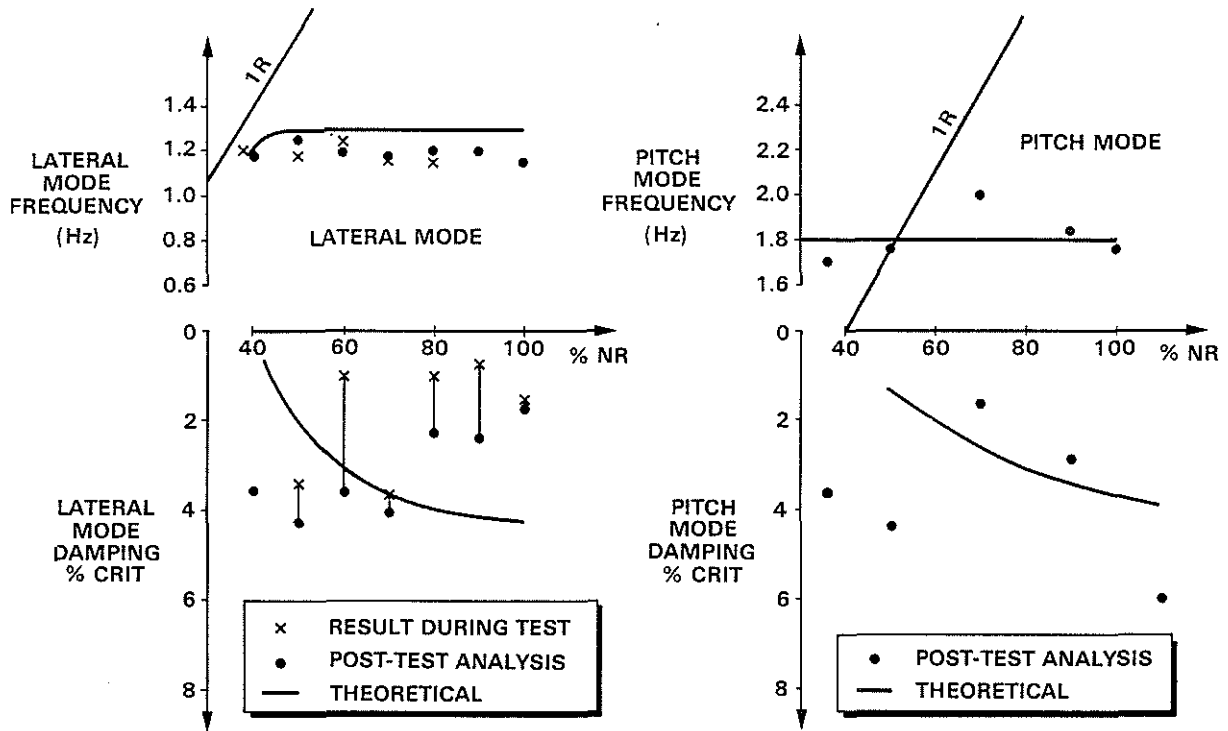 1R
1.4
1.2
1.0
0.8
0.6
LATERAL
MODE
FREQUENCY
(Hz)
LATERAL MODE
0
2
4
6
8
40 60 80 100
% NR
LATERAL
MODE
DAMPING
% CRIT
× RESULT DURING TEST
● POST-TEST ANALYSIS
— THEORETICAL
1R
2.4
2.2
2.0
1.8
1.6
PITCH
MODE
FREQUENCY
(Hz)
PITCH MODE
0
2
4
6
8
40 60 80 100
% NR
PITCH
MODE
DAMPING
% CRIT
● POST-TEST ANALYSIS
— THEORETICAL